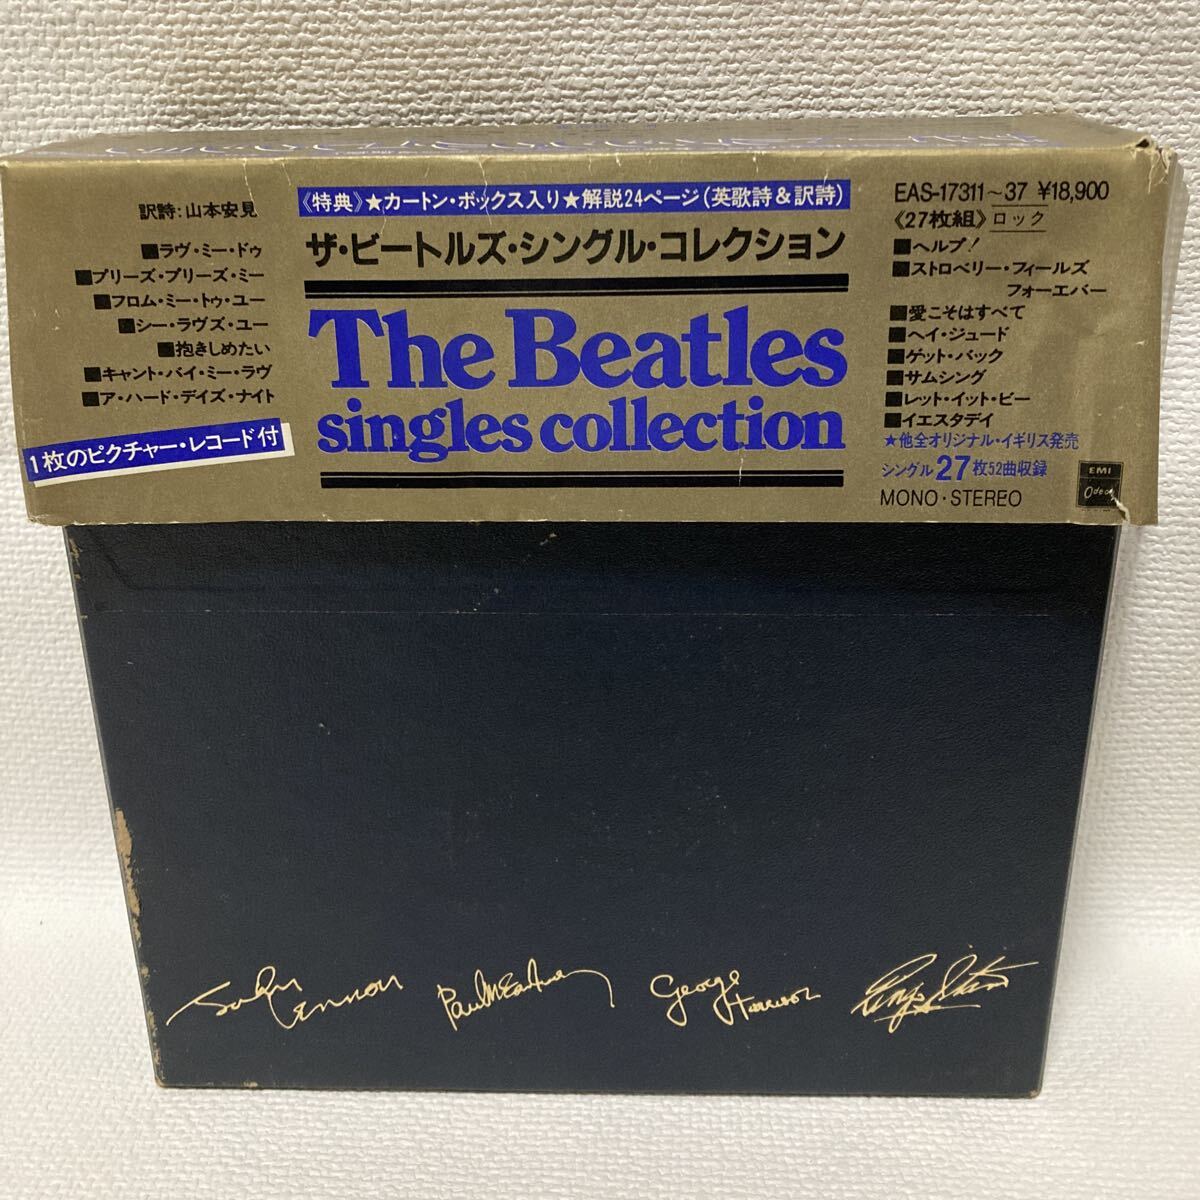 訳詩:山本安見
■ラヴ・ミー・ドゥ
■プリーズ・プリーズ・ミー
■フロム・ミー・トゥ・ユー
■シー・ラヴズ・ユー
■抱きしめたい
■キャント・バイ・ミー・ラヴ
■ア・ハード・デイズ・ナイト
1枚のピクチャー・レコード付
《特典》★カートン・ボックス入り★解説24ページ(英歌詩&訳詩)
ザ・ビートルズ・シングル・コレクション
The Beatles
singles collection
EAS-17311~37 ¥18,900
《27枚組》ロック
■ヘルプ!
■ストロベリー・フィールズ
フォーエバー
■愛こそはすべて
■ヘイ・ジュード
■ゲット・バック
■サムシング
■レット・イット・ビー
■イエスタデイ
★他全オリジナル・イギリス発売
シングル27枚52曲収録
MONO・STEREO
EMI
Odeon
John Lennon
Paul McCartney
George Harrison
Ringo Starr